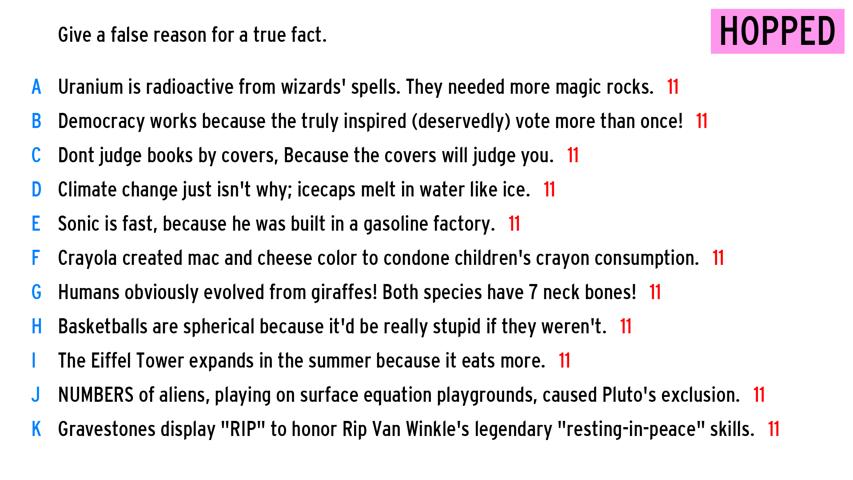 Give a false reason for a true fact.
HOPPED
A Uranium is radioactive from wizards' spells. They needed more magic rocks. 11
B Democracy works because the truly inspired (deservedly) vote more than once! 11
C Dont judge books by covers, Because the covers will judge you. 11
D Climate change just isn't why; icecaps melt in water like ice. 11
E Sonic is fast, because he was built in a gasoline factory. 11
F Crayola created mac and cheese color to condone children's crayon consumption. 11
G Humans obviously evolved from giraffes! Both species have 7 neck bones! 11
H Basketballs are spherical because it'd be really stupid if they weren't. 11
I The Eiffel Tower expands in the summer because it eats more. 11
J NUMBERS of aliens, playing on surface equation playgrounds, caused Pluto's exclusion. 11
K Gravestones display "RIP" to honor Rip Van Winkle's legendary "resting-in-peace" skills. 11